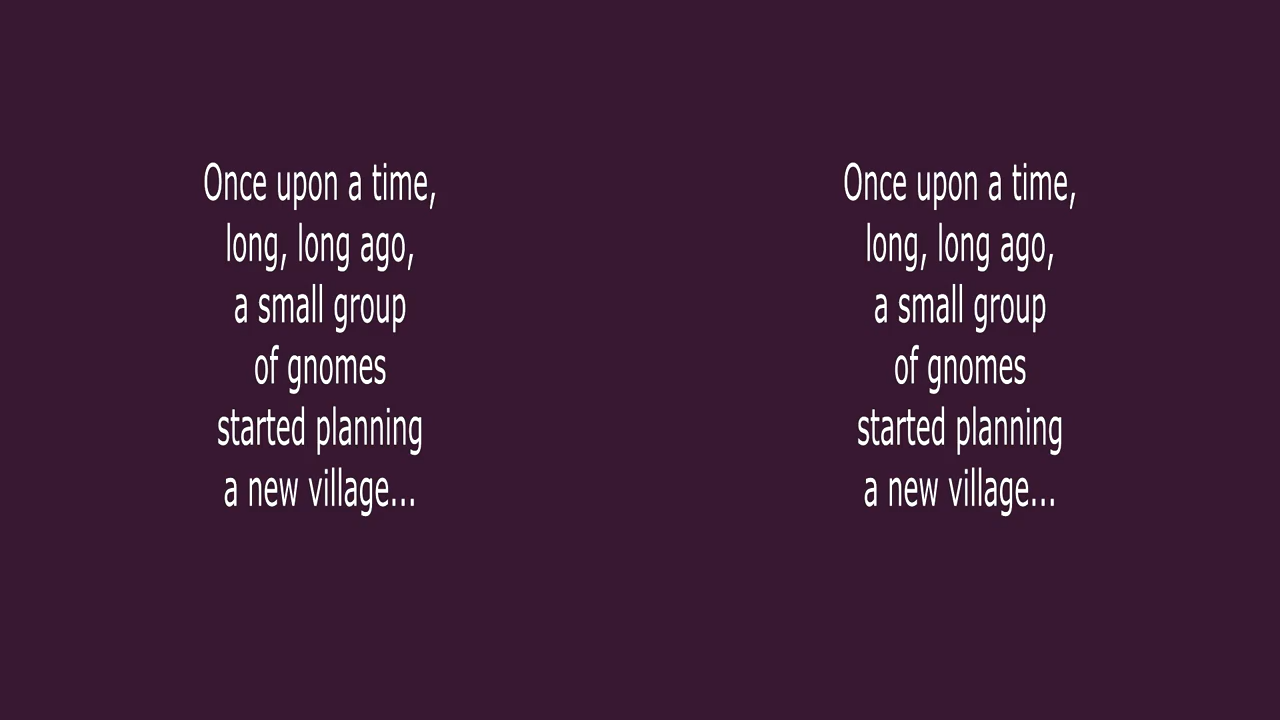 Once upon a time,
long, long ago,
a small group
of gnomes
started planning
a new village...
Once upon a time,
long, long ago,
a small group
of gnomes
started planning
a new village...